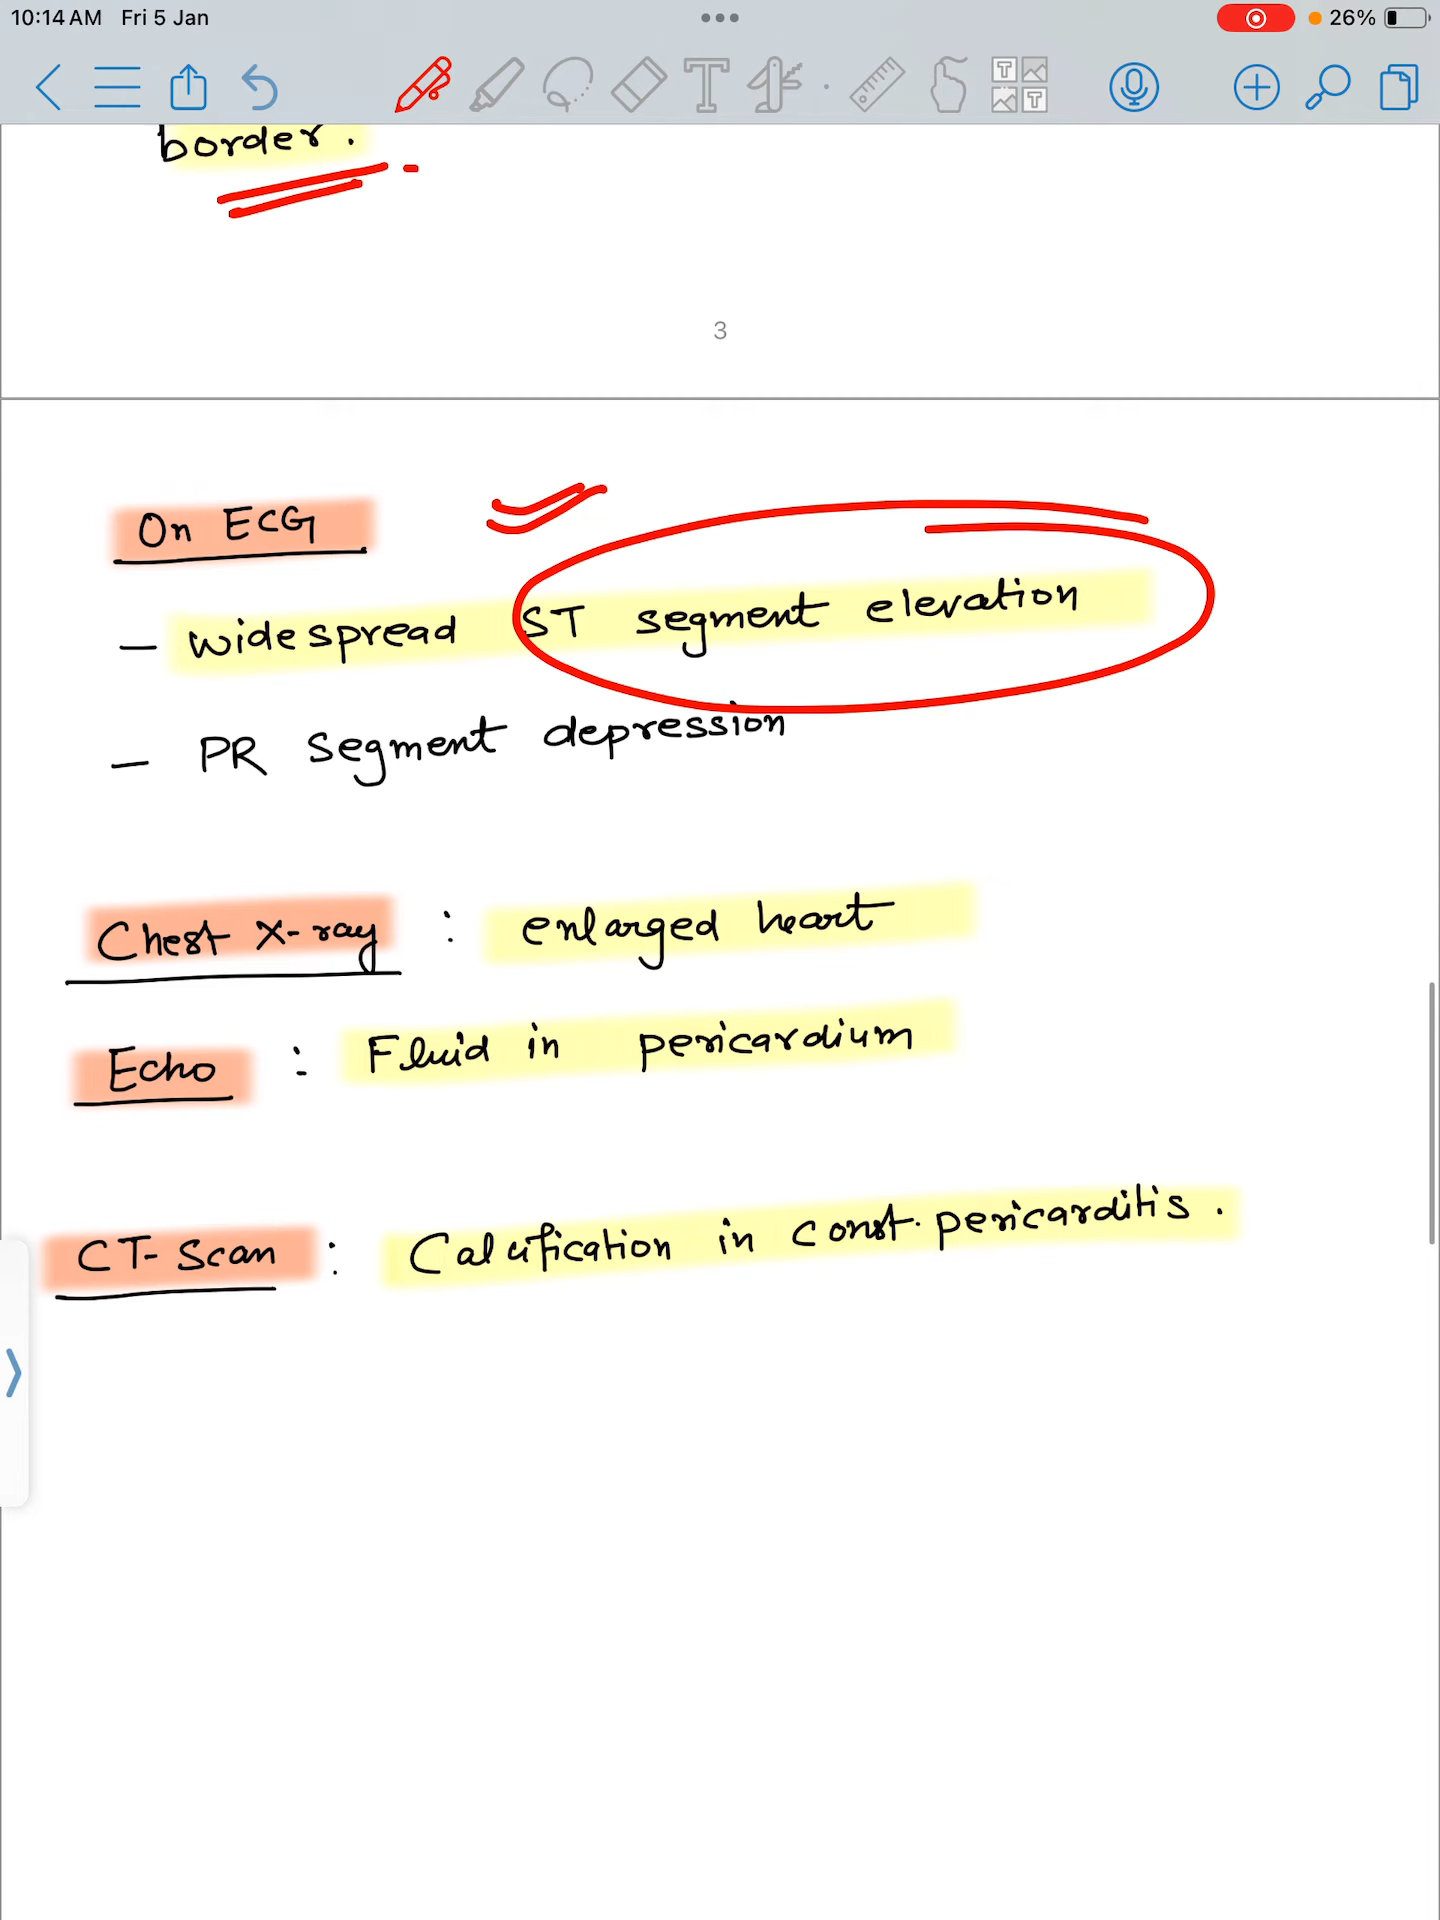 10:14 AM Fri 5 Jan
26%
border.
3
On ECG
- widespread ST segment elevation
- PR segment depression
Chest X-ray : enlarged heart
Echo : Fluid in pericardium
CT-Scan : Calcification in const. pericarditis.